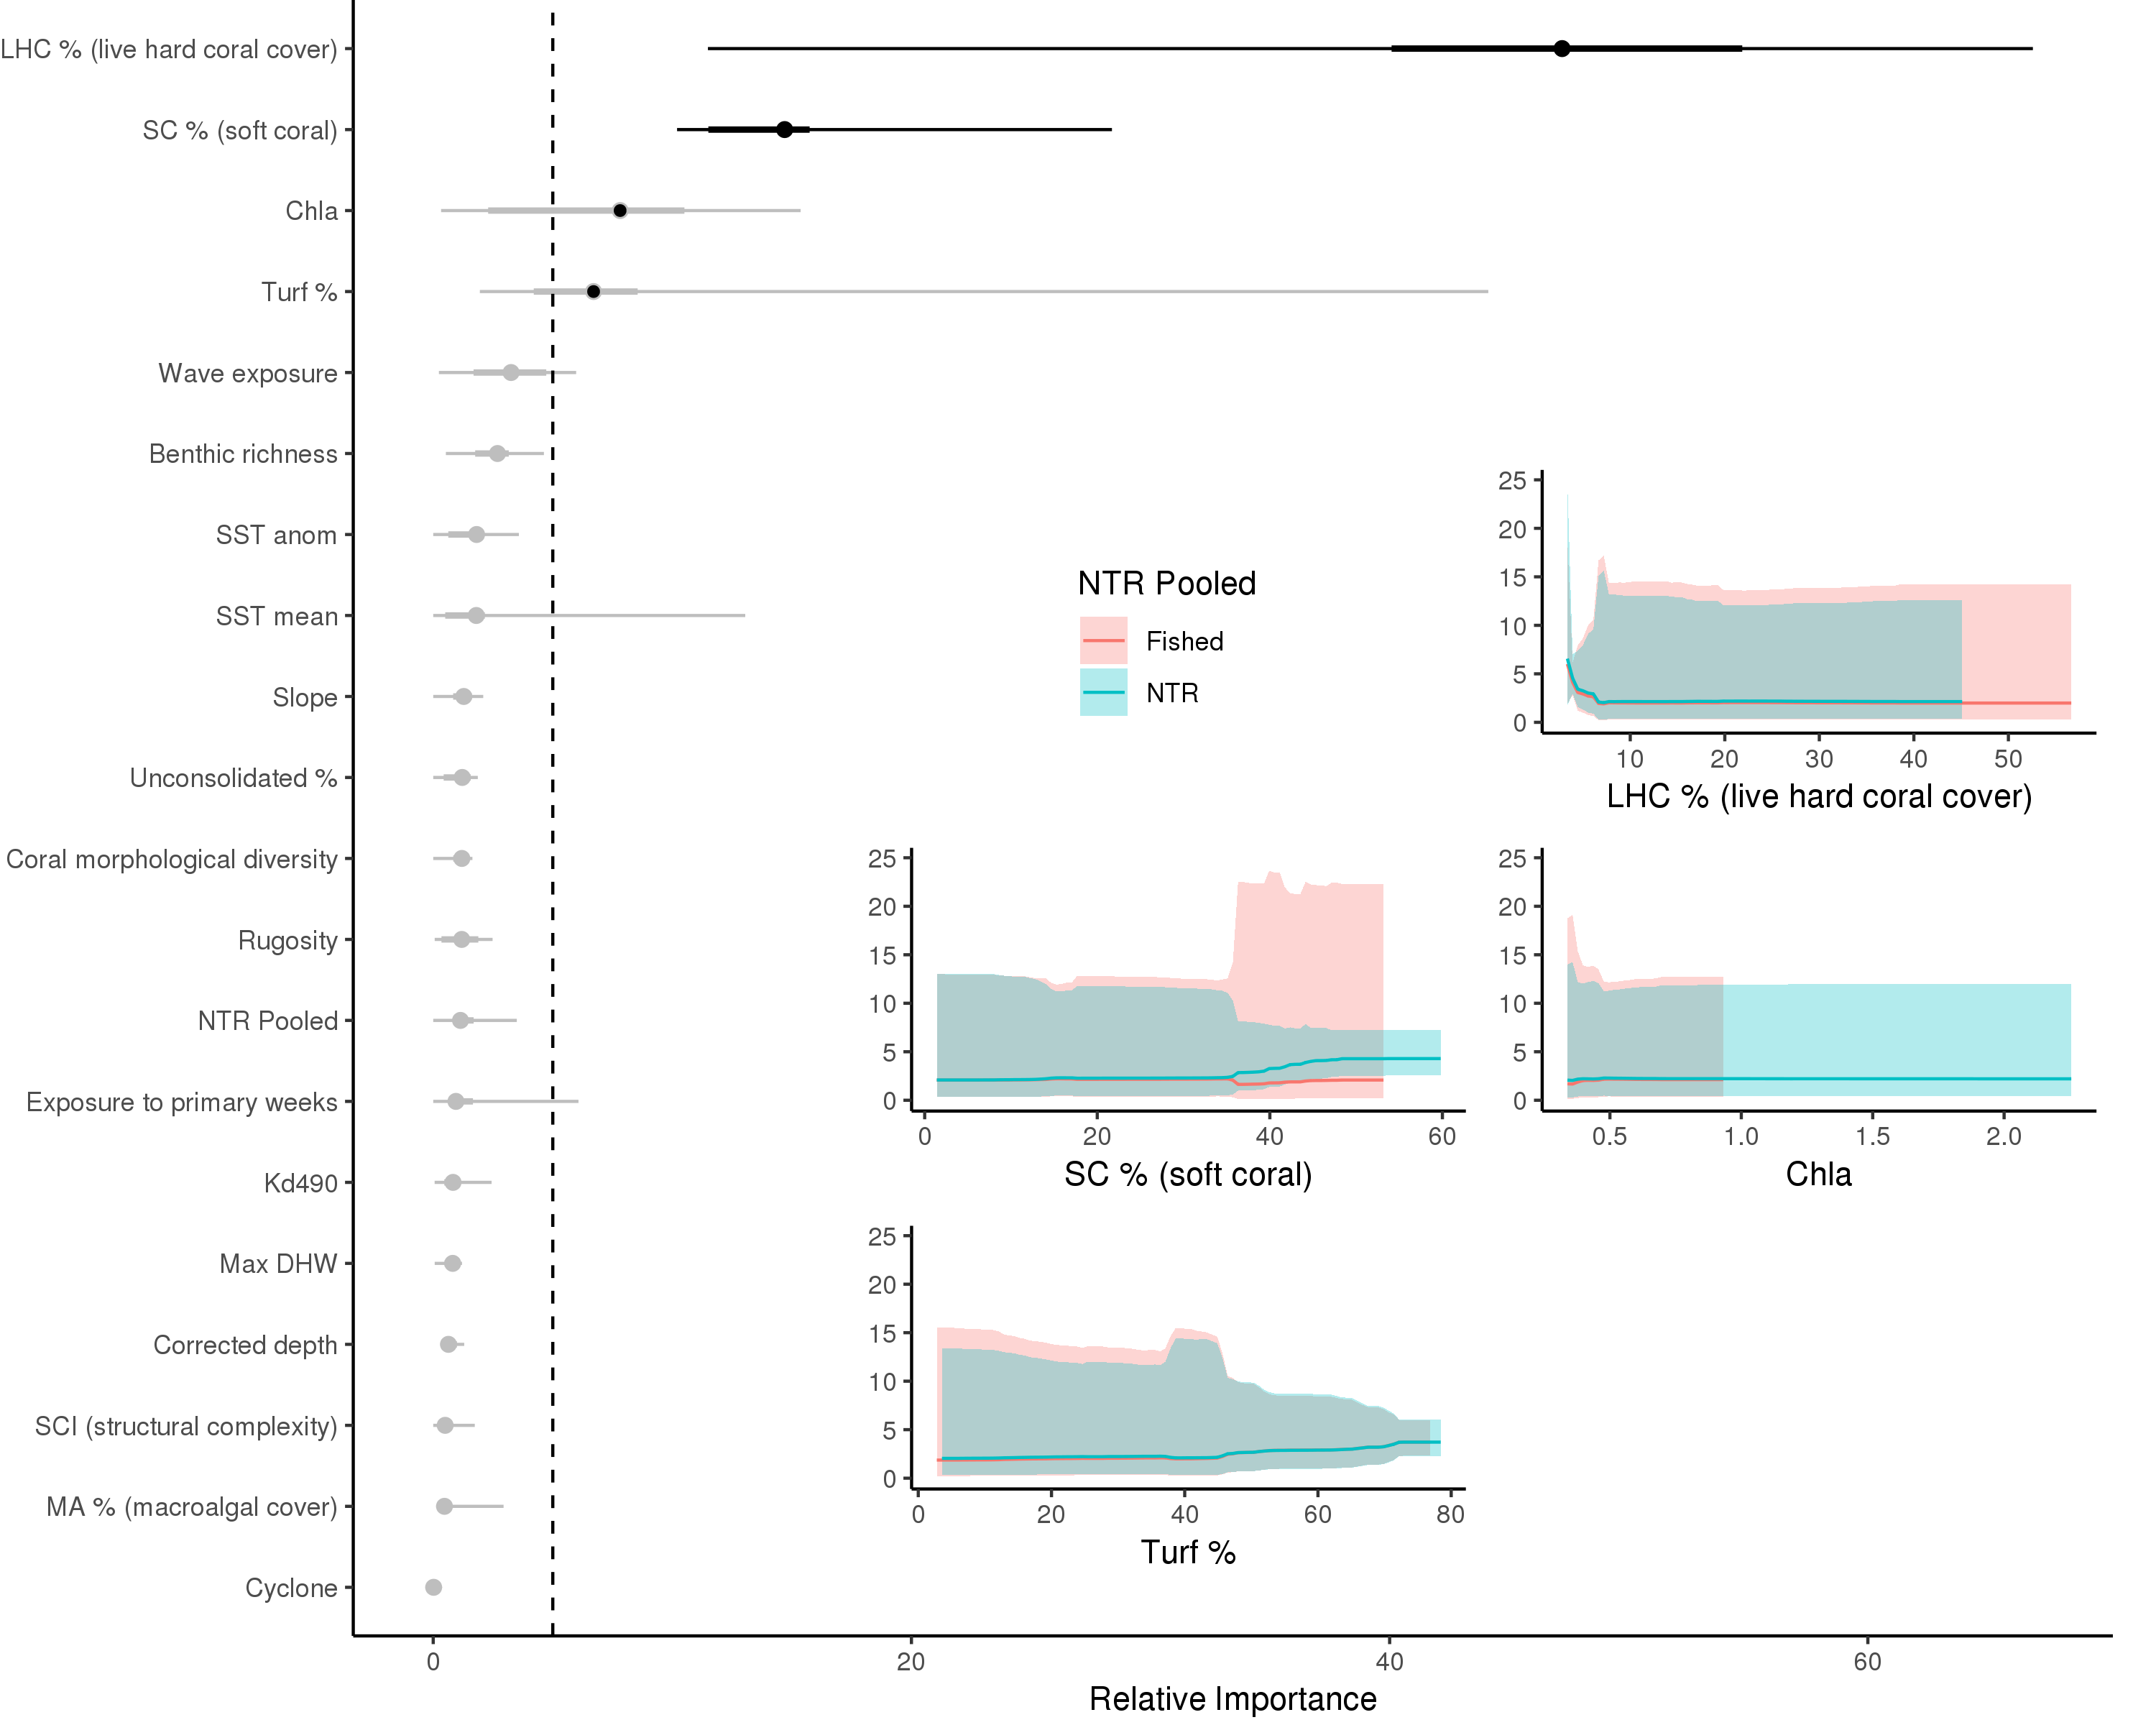 LHC % (live hard coral cover)
SC % (soft coral)
Chla
Turf %
Wave exposure
Benthic richness
SST anom
SST mean
Slope
Unconsolidated %
Coral morphological diversity
Rugosity
NTR Pooled
Exposure to primary weeks
Kd490
Max DHW
Corrected depth
SCI (structural complexity)
MA % (macroalgal cover)
Cyclone
0 20 40 60
Relative Importance
NTR Pooled
Fished
NTR
25
20
15
10
5
0
10 20 30 40 50
LHC % (live hard coral cover)
25
20
15
10
5
0
0 20 40 60
SC % (soft coral)
25
20
15
10
5
0
0.5 1.0 1.5 2.0
Chla
25
20
15
10
5
0
0 20 40 60 80
Turf %